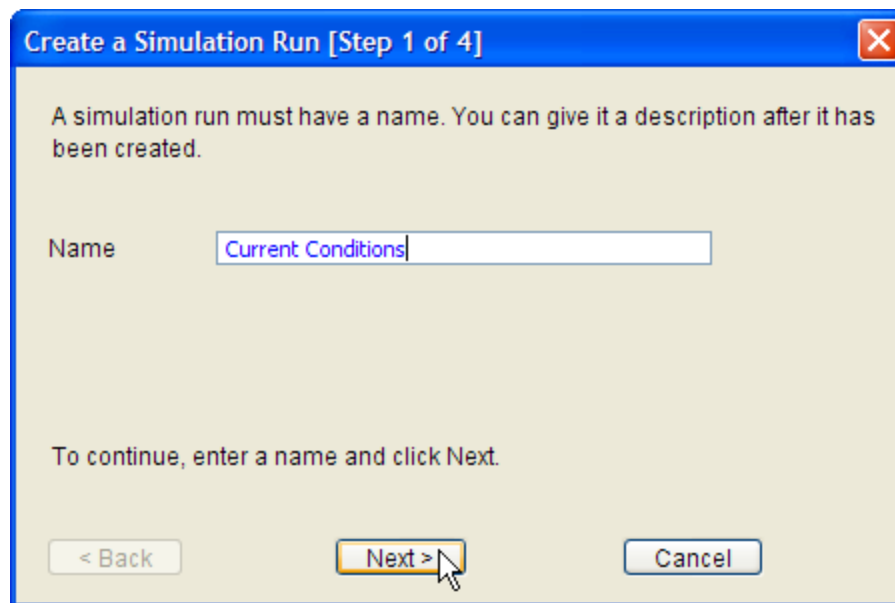 Create a Simulation Run [Step 1 of 4]
A simulation run must have a name. You can give it a description after it has
been created.
Name Current Conditions
To continue, enter a name and click Next.
< Back Next > Cancel